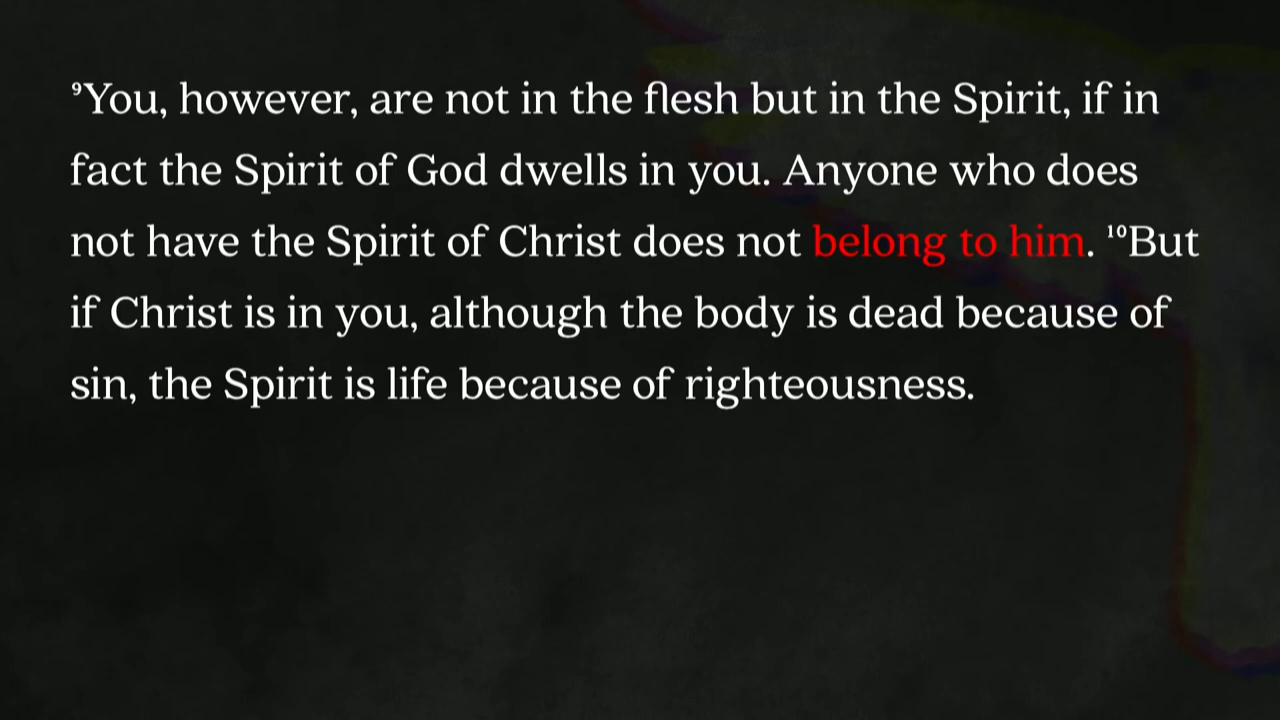 ⁹You, however, are not in the flesh but in the Spirit, if in
fact the Spirit of God dwells in you. Anyone who does
not have the Spirit of Christ does not belong to him. ¹⁰But
if Christ is in you, although the body is dead because of
sin, the Spirit is life because of righteousness.